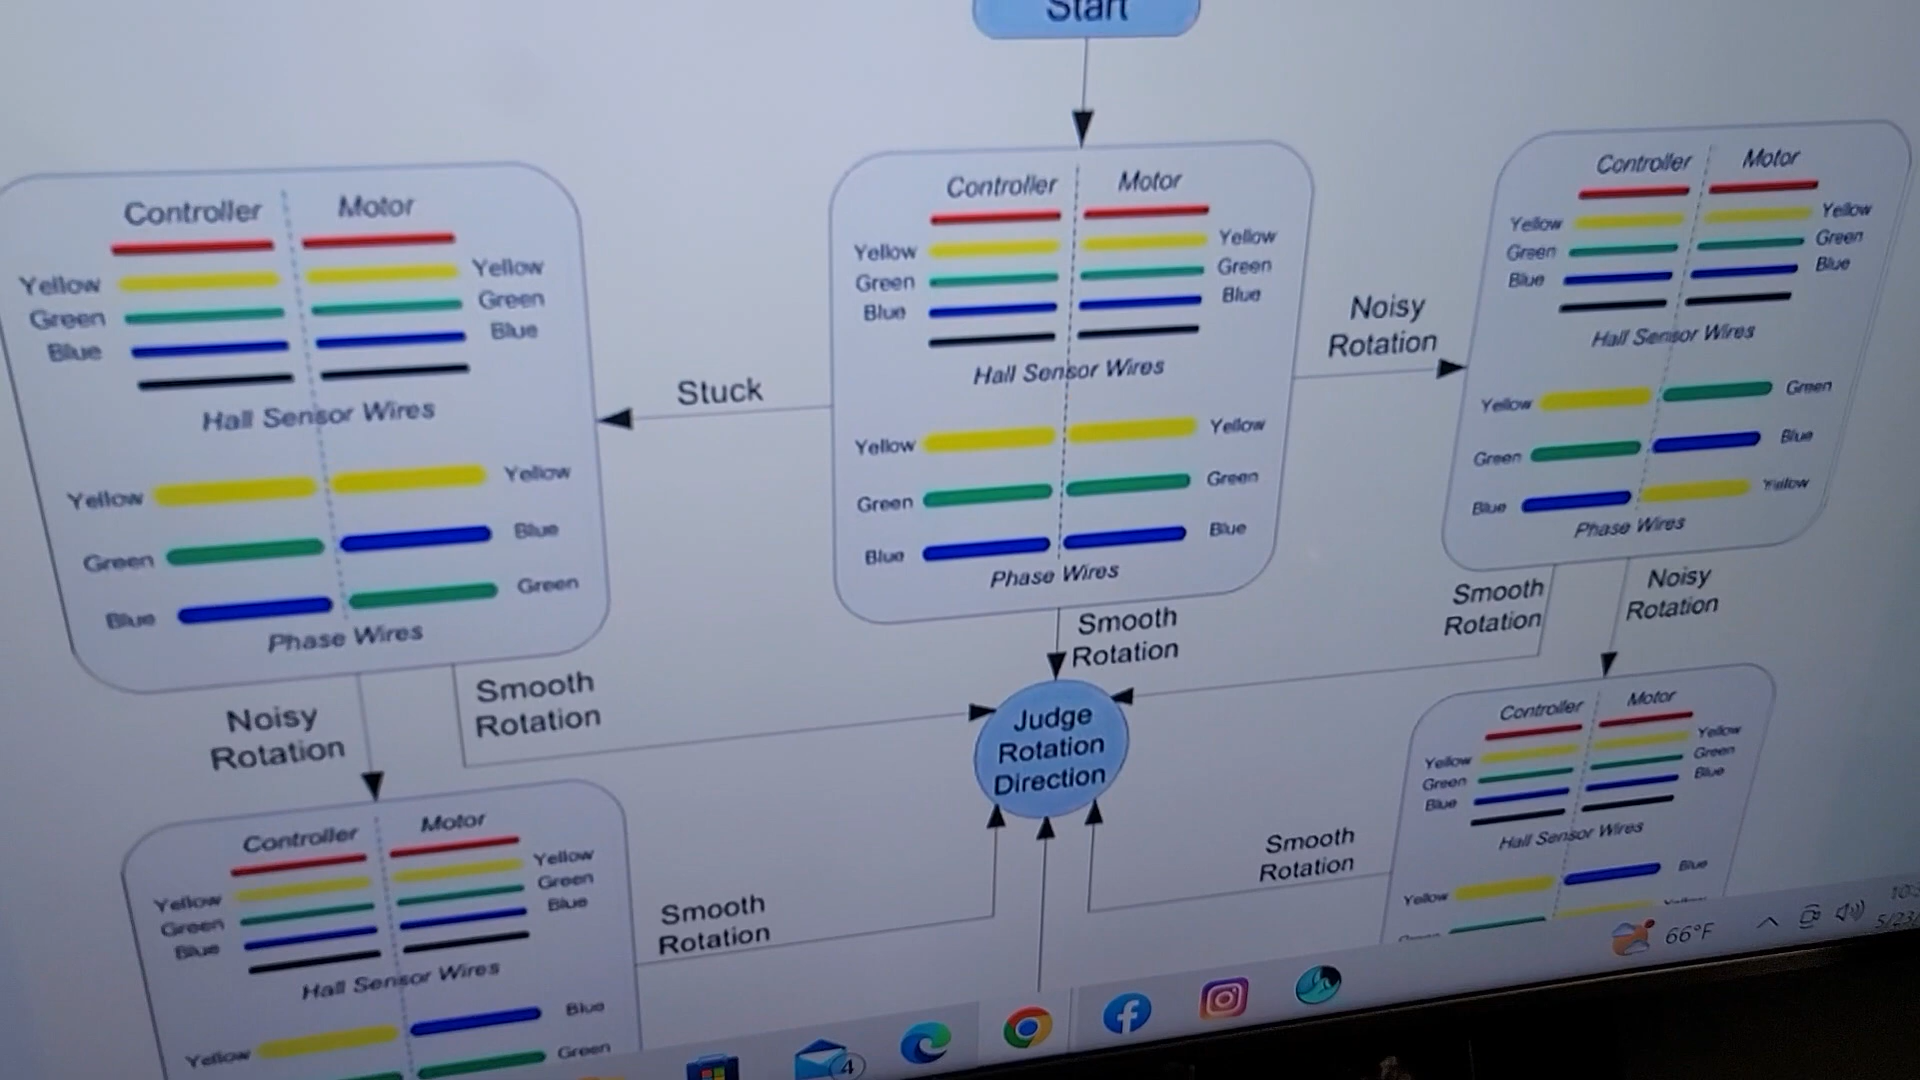 Start
Controller Motor
Yellow Yellow
Green Green
Blue Blue
Hall Sensor Wires
Yellow Yellow
Green Blue
Blue Green
Phase Wires
Stuck
Controller Motor
Yellow Yellow
Green Green
Blue Blue
Hall Sensor Wires
Yellow Yellow
Green Green
Blue Blue
Phase Wires
Noisy
Rotation
Controller Motor
Yellow Yellow
Green Green
Blue Blue
Hall Sensor Wires
Yellow Green
Green Blue
Blue Yellow
Phase Wires
Noisy
Rotation
Smooth
Rotation
Smooth
Rotation
Smooth
Rotation
Noisy
Rotation
Judge
Rotation
Direction
Controller Motor
Yellow Yellow
Green Green
Blue Blue
Hall Sensor Wires
Yellow Blue
Green
Smooth
Rotation
Smooth
Rotation
Controller Motor
Yellow Yellow
Green Green
Blue Blue
Hall Sensor Wires
Yellow Blue
66°F
5/23/
4